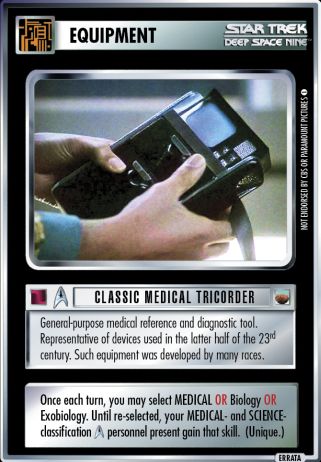 EQUIPMENT
STAR TREK
DEEP SPACE NINE
NOT ENDORSED BY CBS OR PARAMOUNT PICTURES
CLASSIC MEDICAL TRICORDER
General-purpose medical reference and diagnostic tool.
Representative of devices used in the latter half of the 23rd
century. Such equipment was developed by many races.
Once each turn, you may select MEDICAL OR Biology OR
Exobiology. Until re-selected, your MEDICAL- and SCIENCE-
classification personnel present gain that skill. (Unique.)
ERRATA